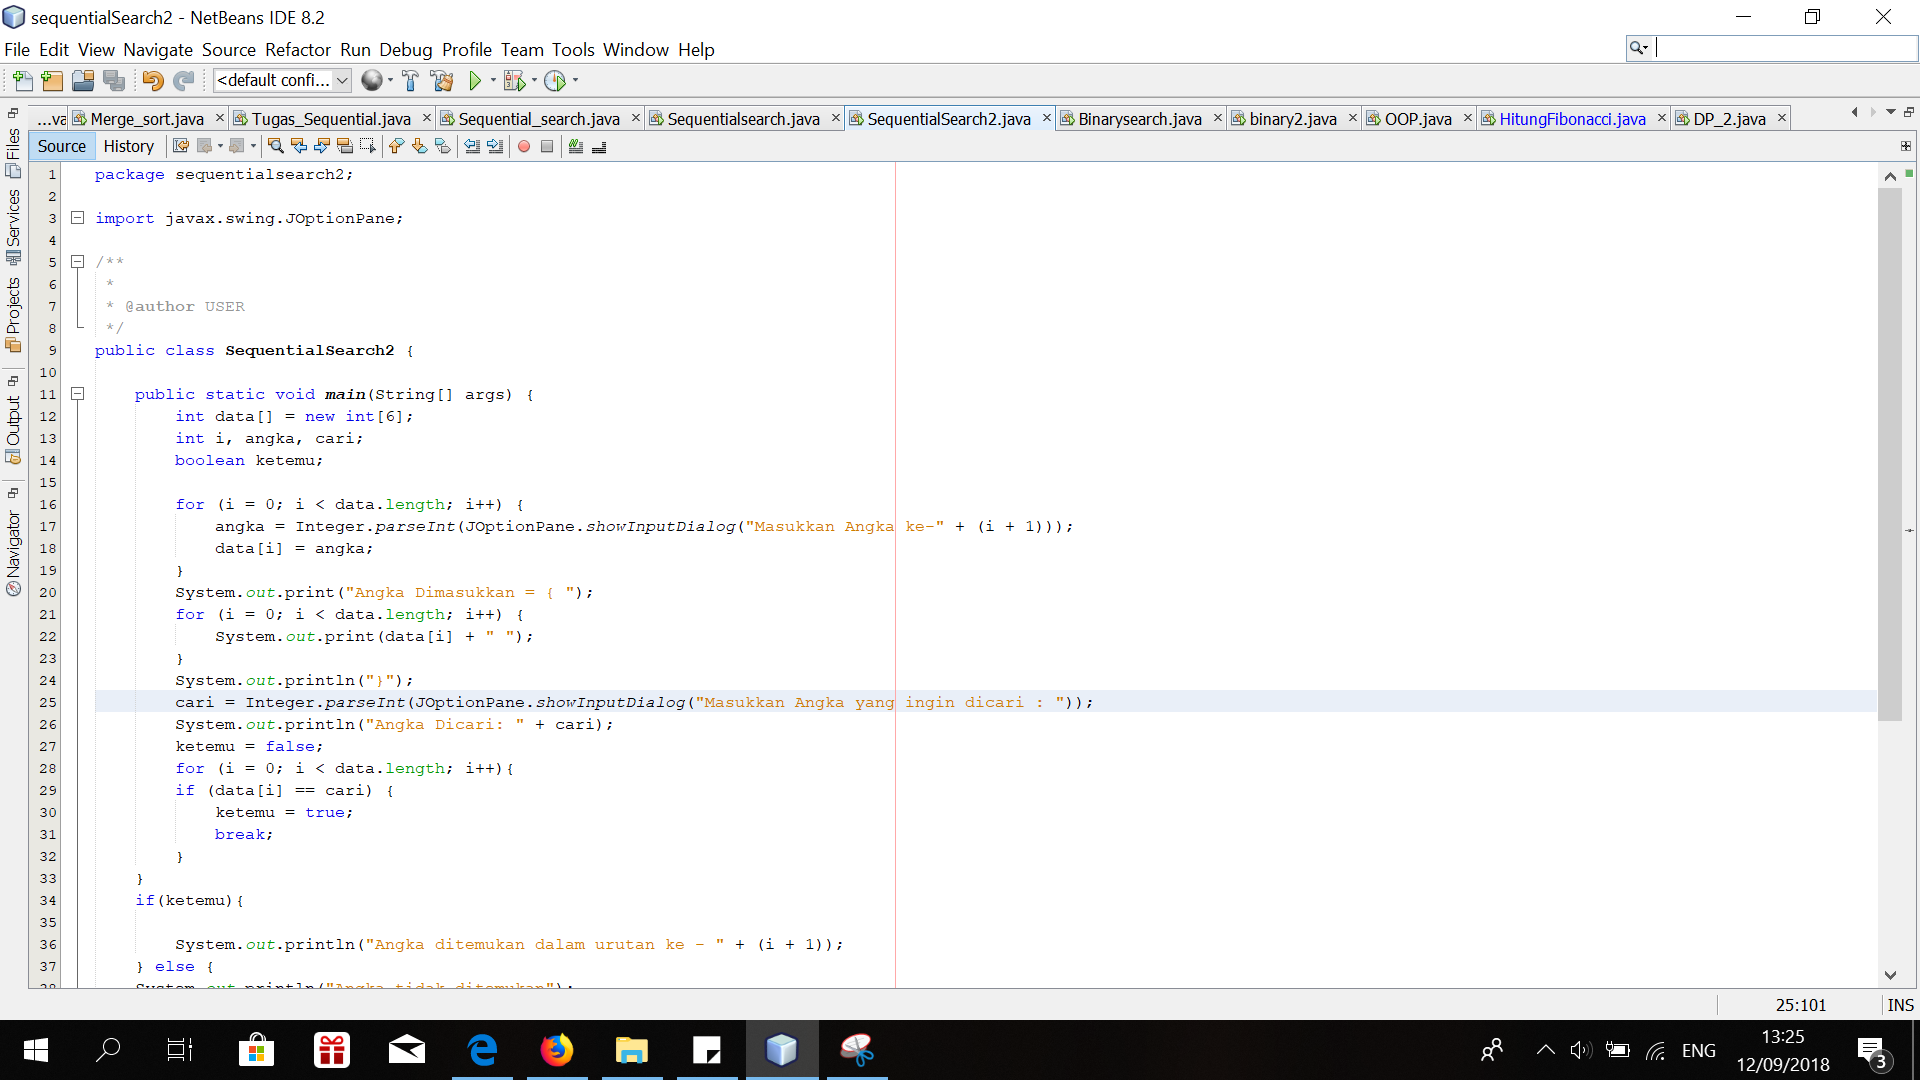 sequentialSearch2 - NetBeans IDE 8.2
File Edit View Navigate Source Refactor Run Debug Profile Team Tools Window Help
<default confi...
...va Merge_sort.java Tugas_Sequential.java Sequential_search.java Sequentialsearch.java SequentialSearch2.java Binarysearch.java binary2.java OOP.java HitungFibonacci.java DP_2.java
Source History
Files
Services
Projects
Output
Navigator
1 package sequentialsearch2;
2
3 import javax.swing.JOptionPane;
4
5 /**
6 *
7 * @author USER
8 */
9 public class SequentialSearch2 {
10
11 public static void main(String[] args) {
12 int data[] = new int[6];
13 int i, angka, cari;
14 boolean ketemu;
15
16 for (i = 0; i < data.length; i++) {
17 angka = Integer.parseInt(JOptionPane.showInputDialog("Masukkan Angka ke-" + (i + 1)));
18 data[i] = angka;
19 }
20 System.out.print("Angka Dimasukkan = { ");
21 for (i = 0; i < data.length; i++) {
22 System.out.print(data[i] + " ");
23 }
24 System.out.println("}");
25 cari = Integer.parseInt(JOptionPane.showInputDialog("Masukkan Angka yang ingin dicari : "));
26 System.out.println("Angka Dicari: " + cari);
27 ketemu = false;
28 for (i = 0; i < data.length; i++){
29 if (data[i] == cari) {
30 ketemu = true;
31 break;
32 }
33 }
34 if(ketemu){
35
36 System.out.println("Angka ditemukan dalam urutan ke - " + (i + 1));
37 } else {
38 System.out.println("Angka tidak ditemukan");
25:101 INS
ENG
13:25
12/09/2018
3